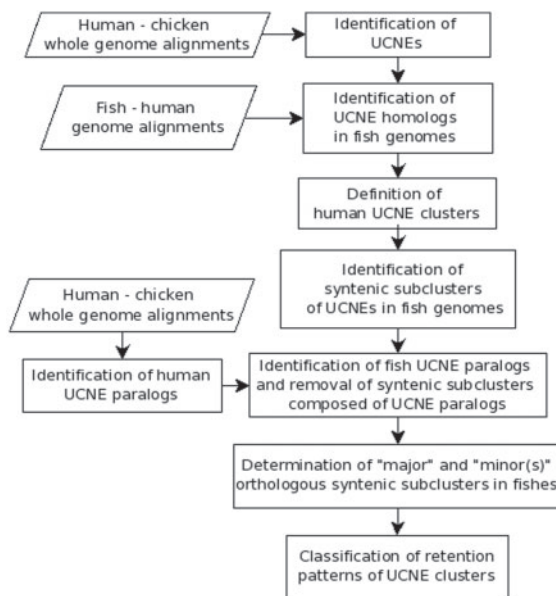 Human - chicken
whole genome alignments
Identification of
UCNEs
Fish - human
genome alignments
Identification of
UCNE homologs
in fish genomes
Definition of
human UCNE clusters
Identification of
syntenic subclusters
of UCNEs in fish genomes
Human - chicken
whole genome alignments
Identification of human
UCNE paralogs
Identification of fish UCNE paralogs
and removal of syntenic subclusters
composed of UCNE paralogs
Determination of "major" and "minor(s)"
orthologous syntenic subclusters in fishes
Classification of retention
patterns of UCNE clusters